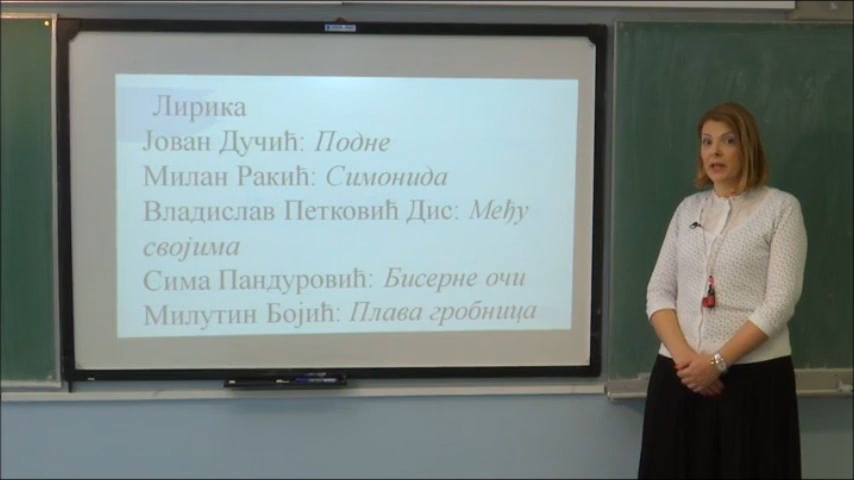 Лирика
Јован Дучић: Подне
Милан Ракић: Симонида
Владислав Петковић Дис: Међу
својима
Сима Пандуровић: Бисерне очи
Милутин Бојић: Плава гробница